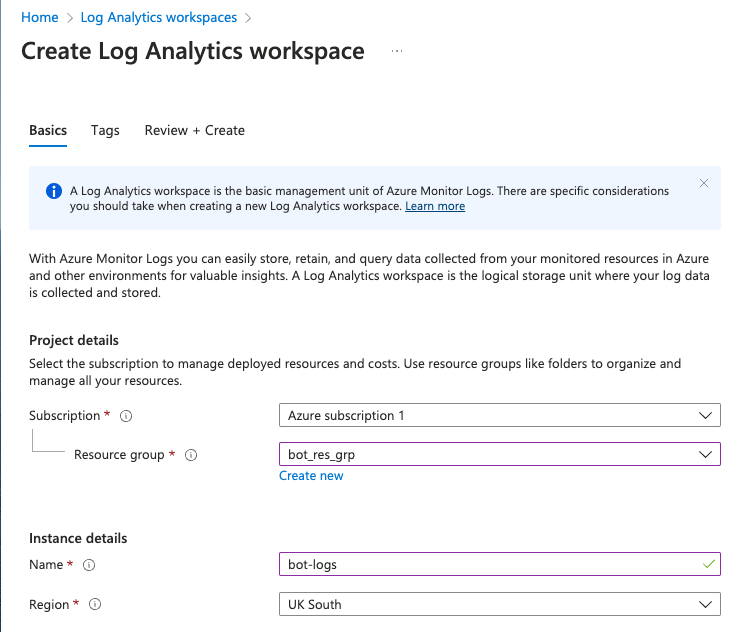 Home > Log Analytics workspaces >
Create Log Analytics workspace ...
Basics Tags Review + Create
A Log Analytics workspace is the basic management unit of Azure Monitor Logs. There are specific considerations
you should take when creating a new Log Analytics workspace. Learn more
With Azure Monitor Logs you can easily store, retain, and query data collected from your monitored resources in Azure
and other environments for valuable insights. A Log Analytics workspace is the logical storage unit where your log data
is collected and stored.
Project details
Select the subscription to manage deployed resources and costs. Use resource groups like folders to organize and
manage all your resources.
Subscription * Azure subscription 1
Resource group * bot_res_grp
Create new
Instance details
Name * bot-logs
Region * UK South